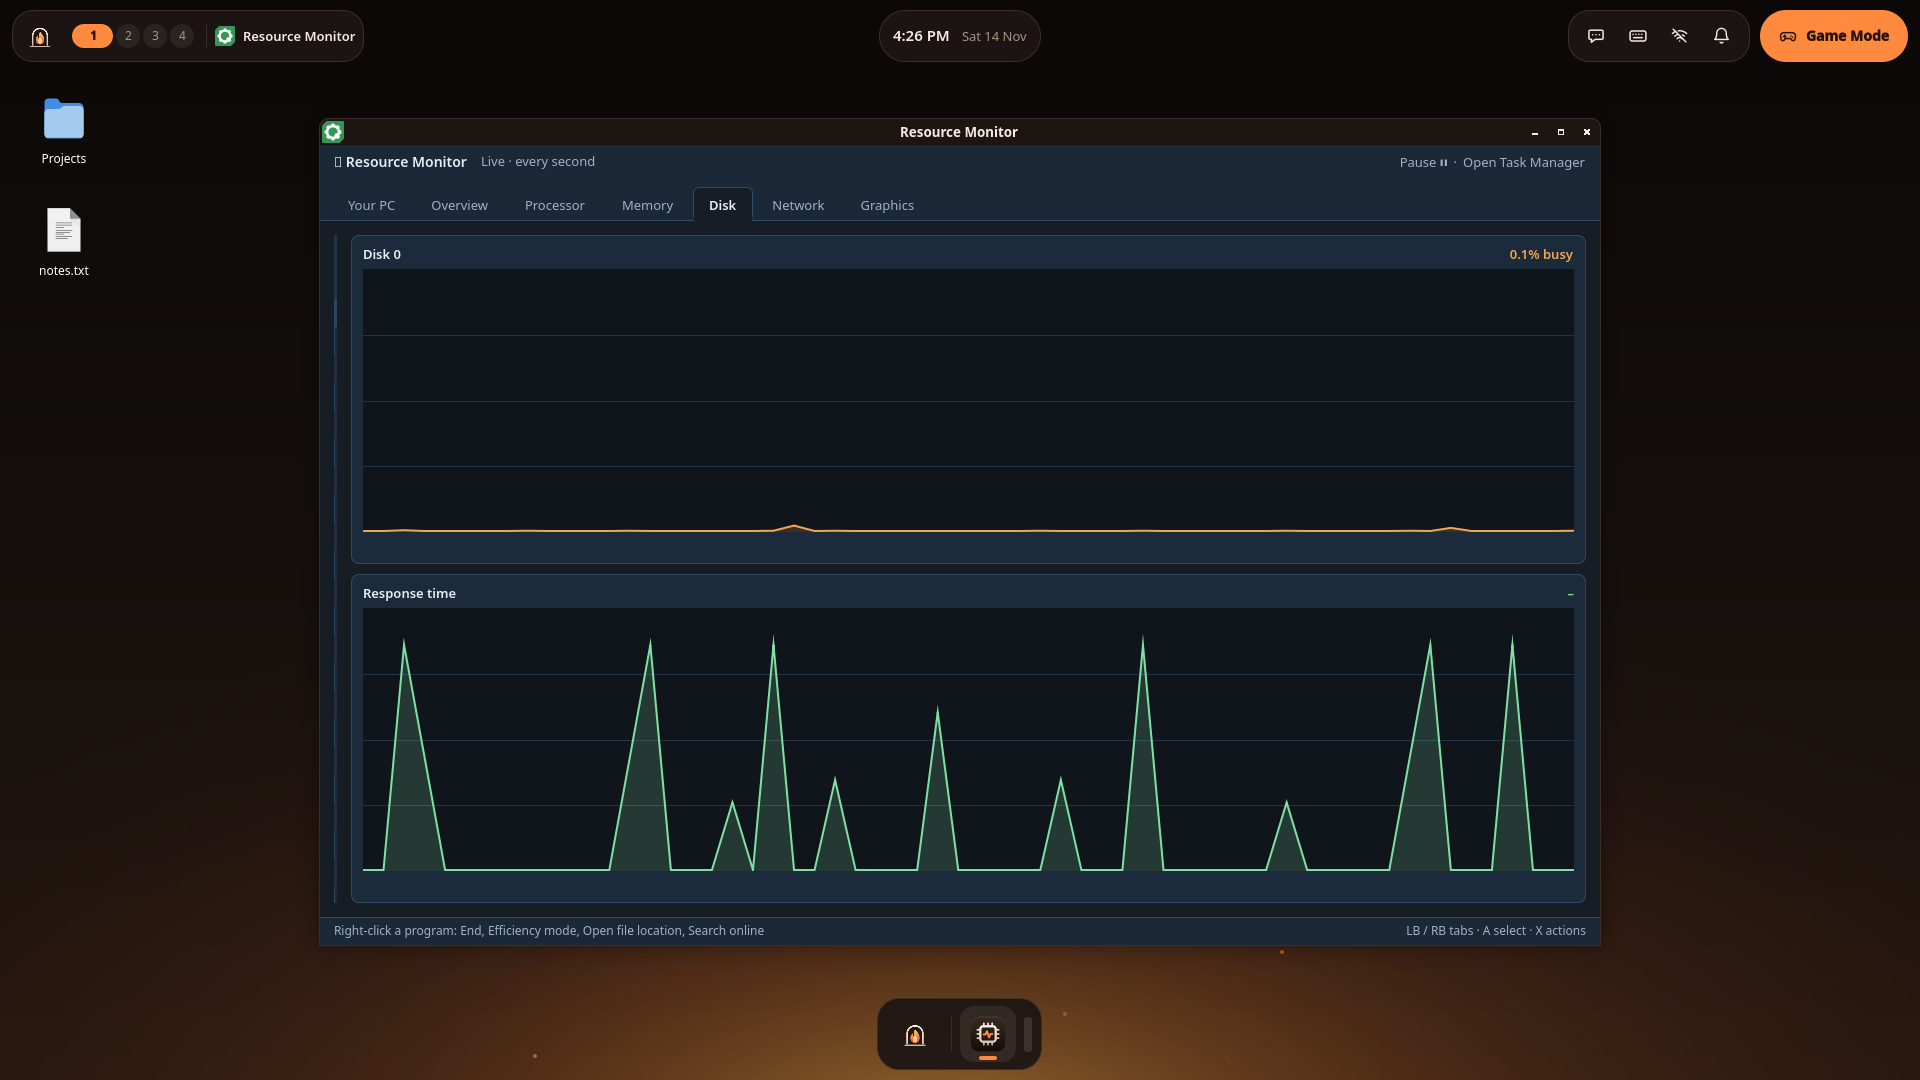 1 2 3 4 Resource Monitor
4:26 PM Sat 14 Nov
Game Mode
Projects
notes.txt
Resource Monitor
Resource Monitor Live · every second
Pause · Open Task Manager
Your PC Overview Processor Memory Disk Network Graphics
Disk 0 0.1% busy
Response time –
Right-click a program: End, Efficiency mode, Open file location, Search online
LB / RB tabs · A select · X actions